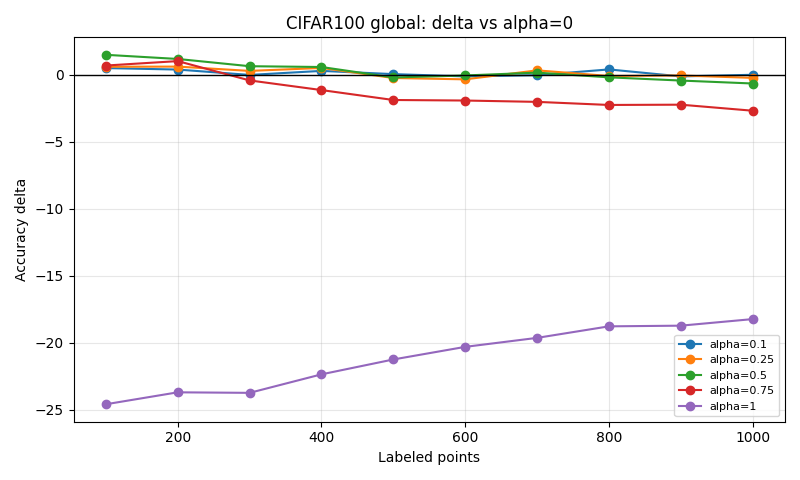 CIFAR100 global: delta vs alpha=0
Accuracy delta
0
−5
−10
−15
−20
−25
200
400
600
800
1000
Labeled points
alpha=0.1
alpha=0.25
alpha=0.5
alpha=0.75
alpha=1